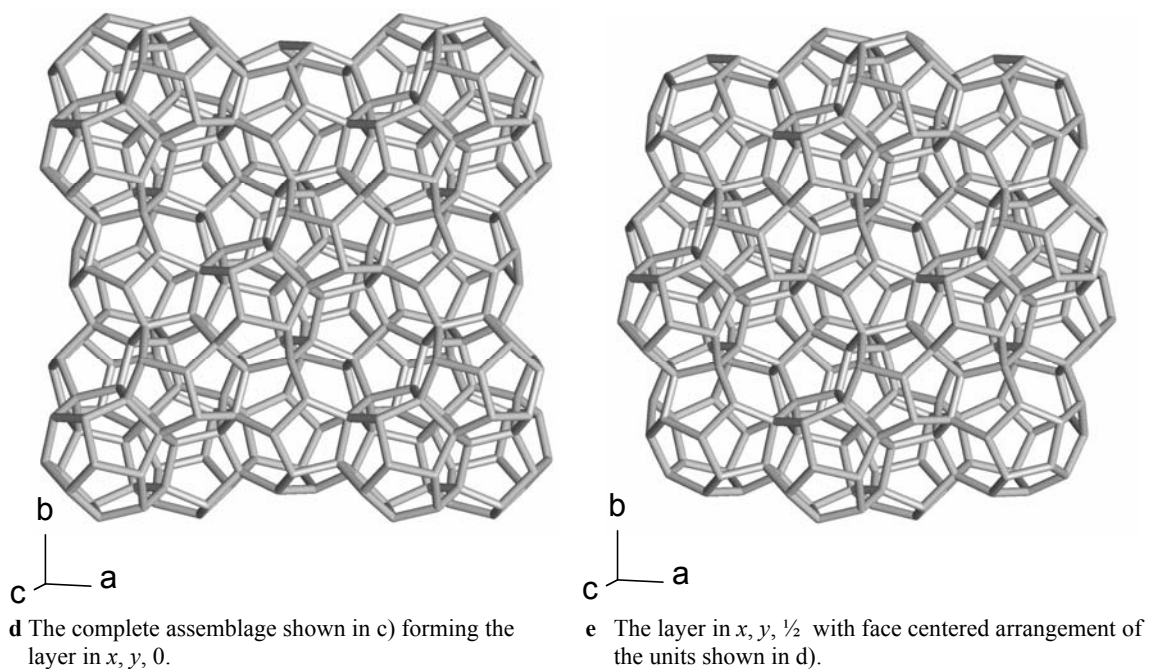 b
c
a
d The complete assemblage shown in c) forming the
layer in x, y, 0.
b
c
a
e The layer in x, y, ½ with face centered arrangement of
the units shown in d).